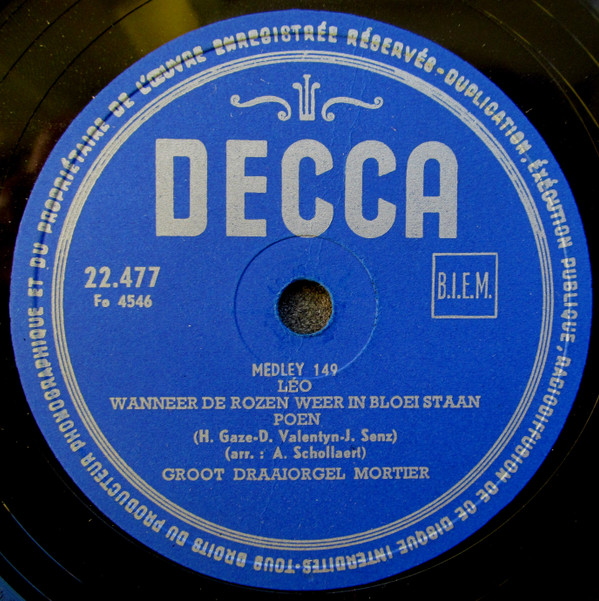 TOUS DROITS DU PRODUCTEUR PHONOGRAPHIQUE ET DU PROPRIÉTAIRE DE L'ŒUVRE ENREGISTRÉE RÉSERVÉS - DUPLICATION, EXÉCUTION PUBLIQUE, RADIODIFFUSION DE CE DISQUE INTERDITES -
DECCA
22.477
Fo 4546
B.I.E.M.
MEDLEY 149
LÉO
WANNEER DE ROZEN WEER IN BLOEI STAAN
POEN
(H. Gaze-D. Valentyn-J. Senz)
(arr. : A. Schollaert)
GROOT DRAAIORGEL MORTIER